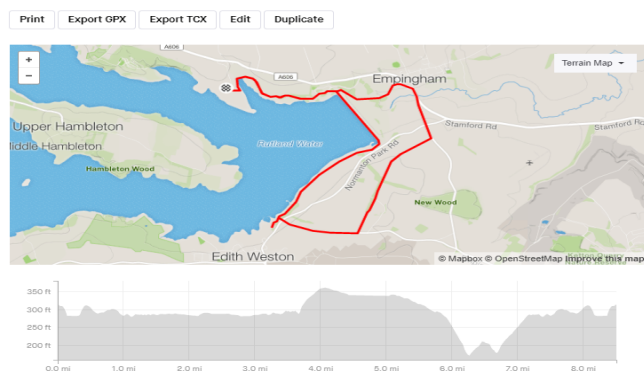 Print Export GPX Export TCX Edit Duplicate
A606
+
−
A606
Terrain Map
Empingham
Upper Hambleton
Middle Hambleton
Hambleton Wood
Rutland Water
Normanton Park Rd
Stamford Rd
Stamford Rd
New Wood
Edith Weston
© Mapbox © OpenStreetMap Improve this map
350 ft
300 ft
250 ft
200 ft
0.0 mi 1.0 mi 2.0 mi 3.0 mi 4.0 mi 5.0 mi 6.0 mi 7.0 mi 8.0 mi